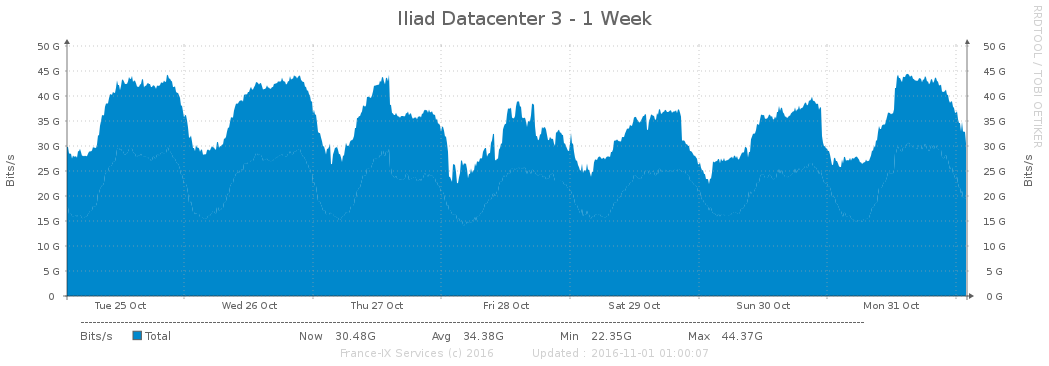 Iliad Datacenter 3 - 1 Week
RRDTOOL / TOBI OETIKER
Bits/s
50 G 50 G
45 G 45 G
40 G 40 G
35 G 35 G
30 G 30 G
25 G 25 G
20 G 20 G
15 G 15 G
10 G 10 G
5 G 5 G
0 0 G
Bits/s
Tue 25 Oct Wed 26 Oct Thu 27 Oct Fri 28 Oct Sat 29 Oct Sun 30 Oct Mon 31 Oct
Bits/s Total Now 30.48G Avg 34.38G Min 22.35G Max 44.37G
France-IX Services (c) 2016 Updated : 2016-11-01 01:00:07